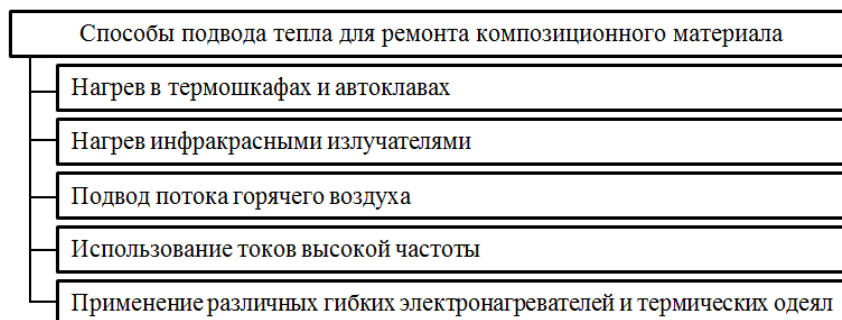 Способы подвода тепла для ремонта композиционного материала
Нагрев в термошкафах и автоклавах
Нагрев инфракрасными излучателями
Подвод потока горячего воздуха
Использование токов высокой частоты
Применение различных гибких электронагревателей и термических одеял